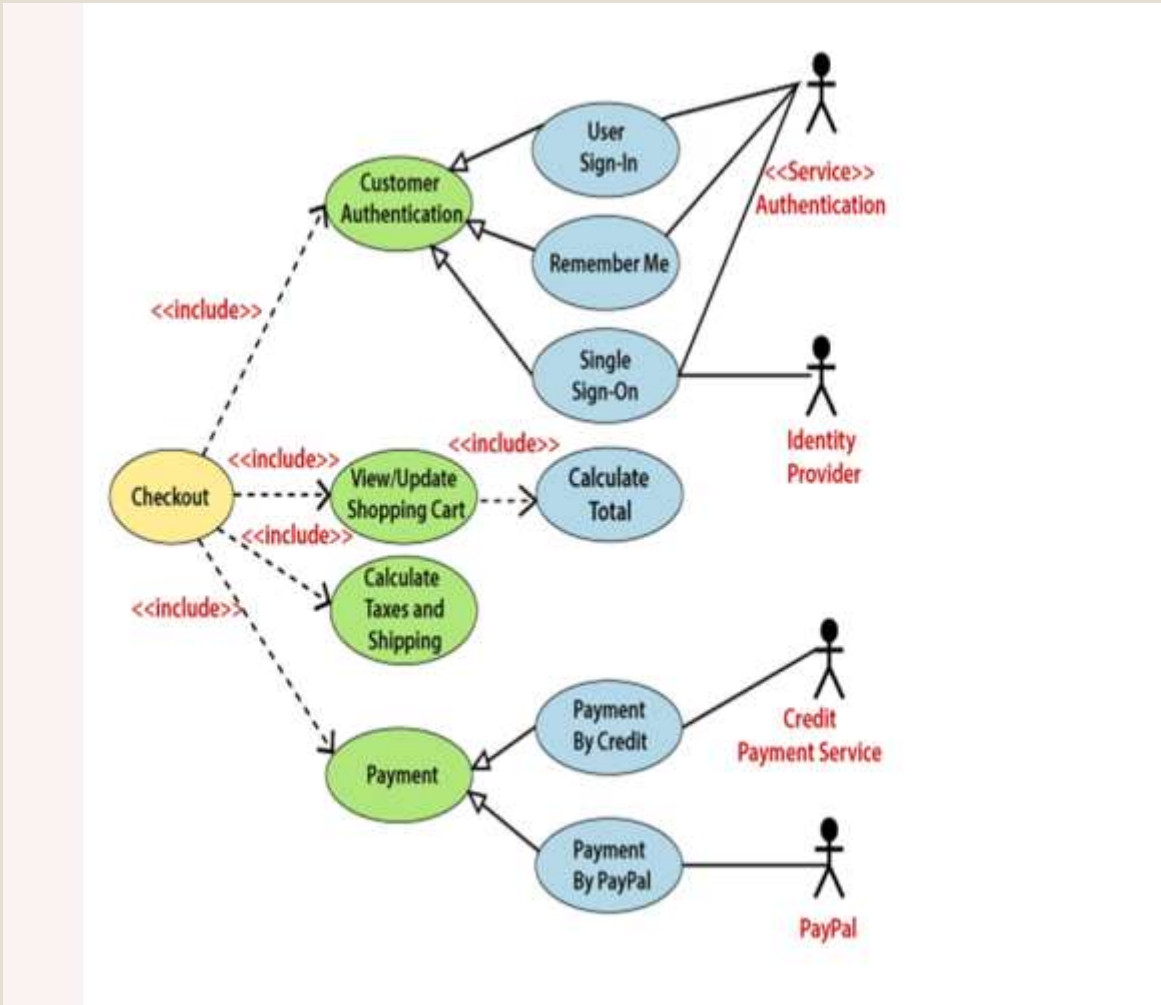 User
Sign-In
<<Service>>
Authentication
Customer
Authentication
Remember Me
<<include>>
Single
Sign-On
Identity
Provider
<<include>>
<<include>>
Checkout
View/Update
Shopping Cart
Calculate
Total
<<include>>
Calculate
Taxes and
Shipping
<<include>>
Payment
By Credit
Credit
Payment Service
Payment
Payment
By PayPal
PayPal